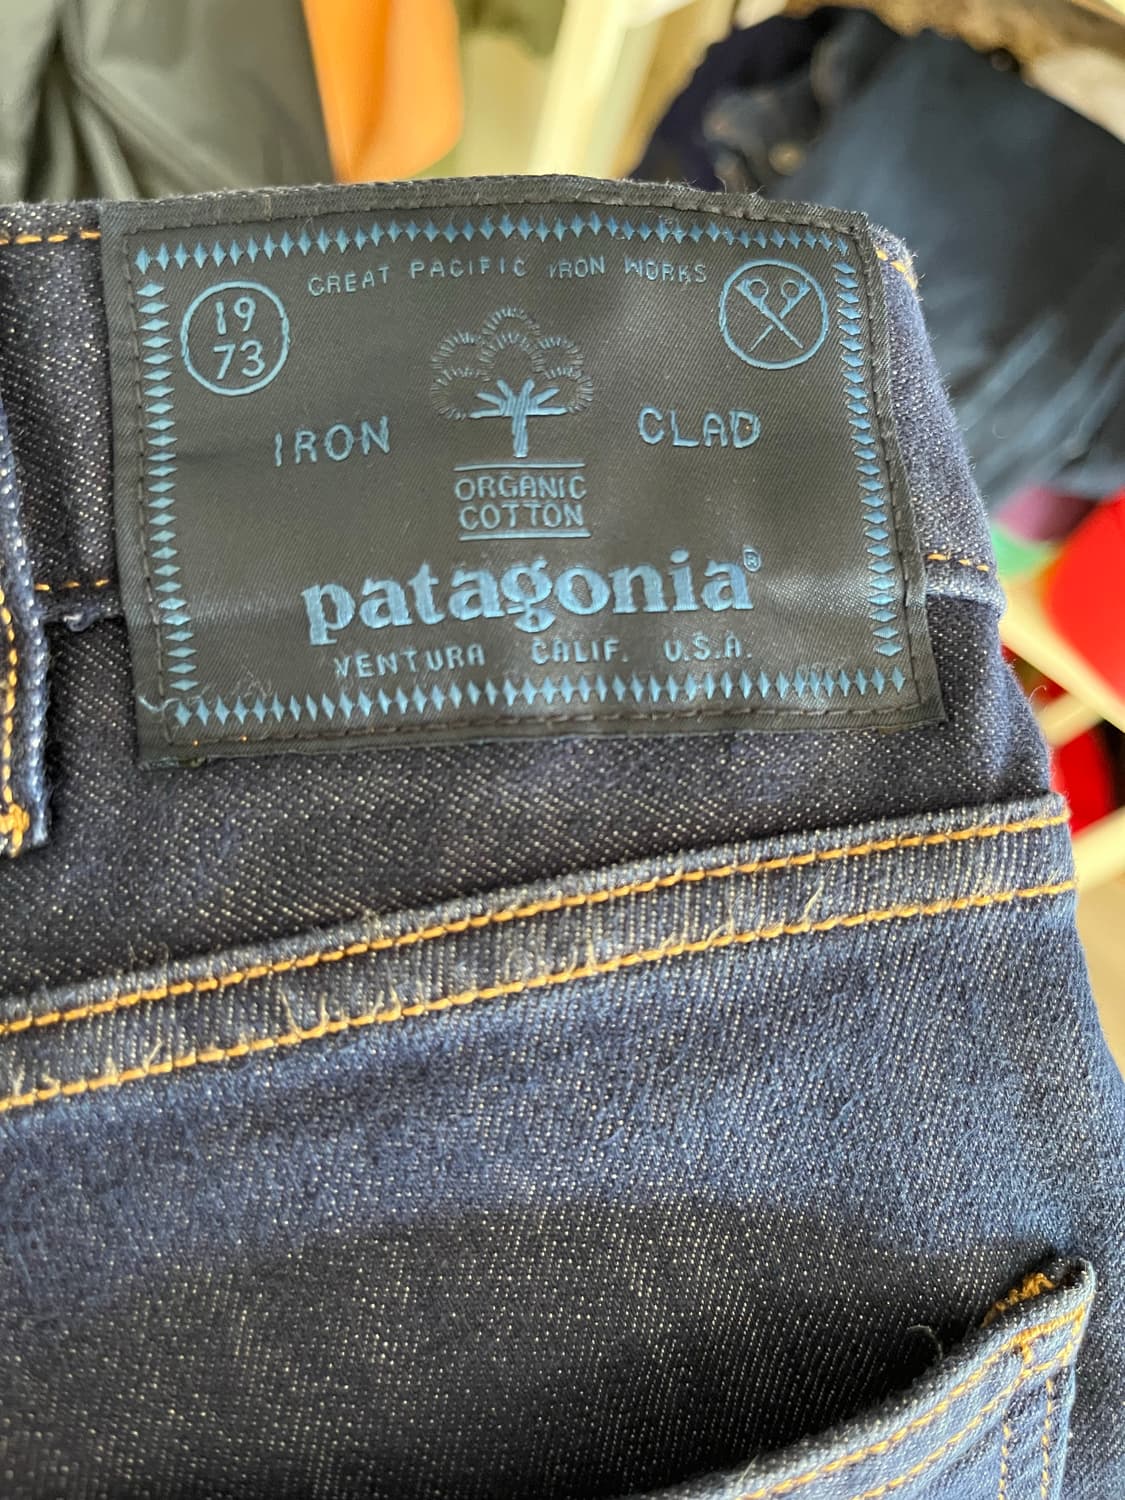 GREAT PACIFIC IRON WORKS
19
73
IRON CLAD
ORGANIC
COTTON
patagonia®
VENTURA CALIF. U.S.A.